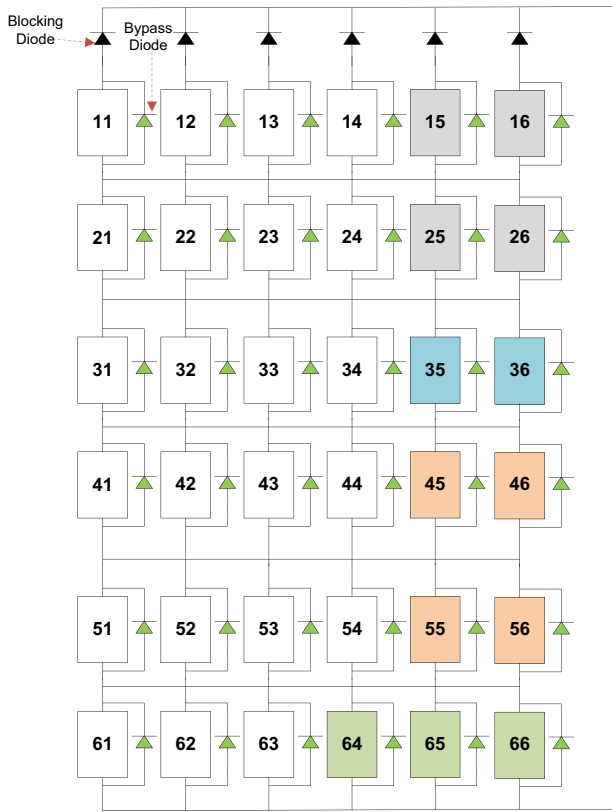 Blocking
Diode
Bypass
Diode
11 12 13 14 15 16
21 22 23 24 25 26
31 32 33 34 35 36
41 42 43 44 45 46
51 52 53 54 55 56
61 62 63 64 65 66